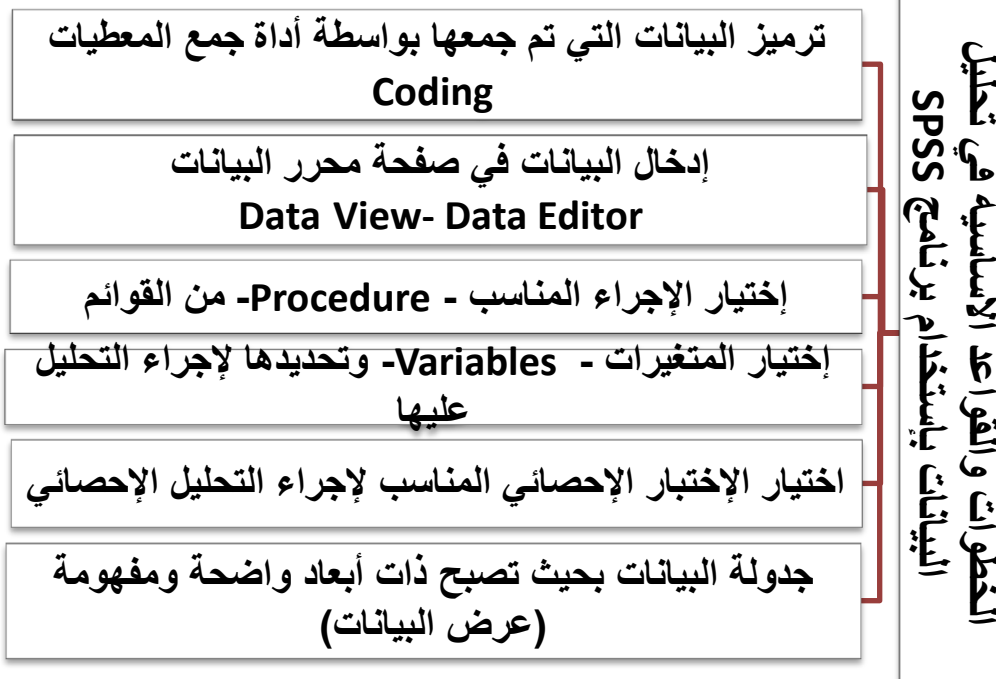 الخطوات والقواعد الأساسية في تحليل
البيانات بإستخدام برنامج SPSS
ترميز البيانات التي تم جمعها بواسطة أداة جمع المعطيات
Coding
إدخال البيانات في صفحة محرر البيانات
Data View- Data Editor
إختيار الإجراء المناسب - Procedure- من القوائم
إختيار المتغيرات - Variables- وتحديدها لإجراء التحليل
عليها
اختيار الإختبار الإحصائي المناسب لإجراء التحليل الإحصائي
جدولة البيانات بحيث تصبح ذات أبعاد واضحة ومفهومة
(عرض البيانات)